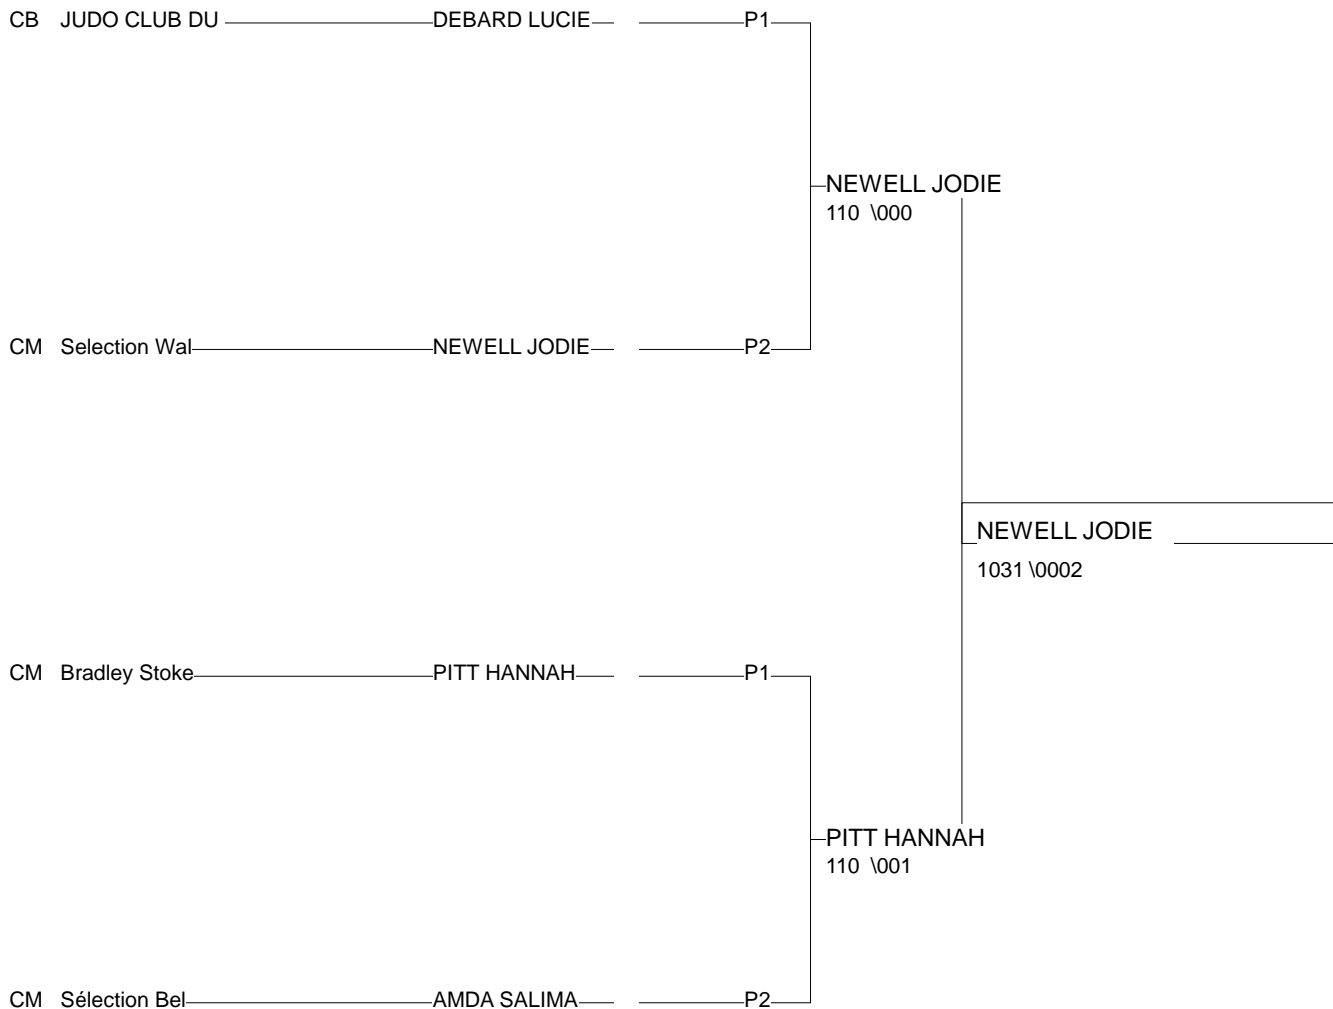 CB JUDO CLUB DU DEBARD LUCIE P1
NEWELL JODIE
110 \000
CM Selection Wal NEWELL JODIE P2
NEWELL JODIE
1031 \0002
CM Bradley Stoke PITT HANNAH P1
PITT HANNAH
110 \001
CM Sélection Bel AMDA SALIMA P2